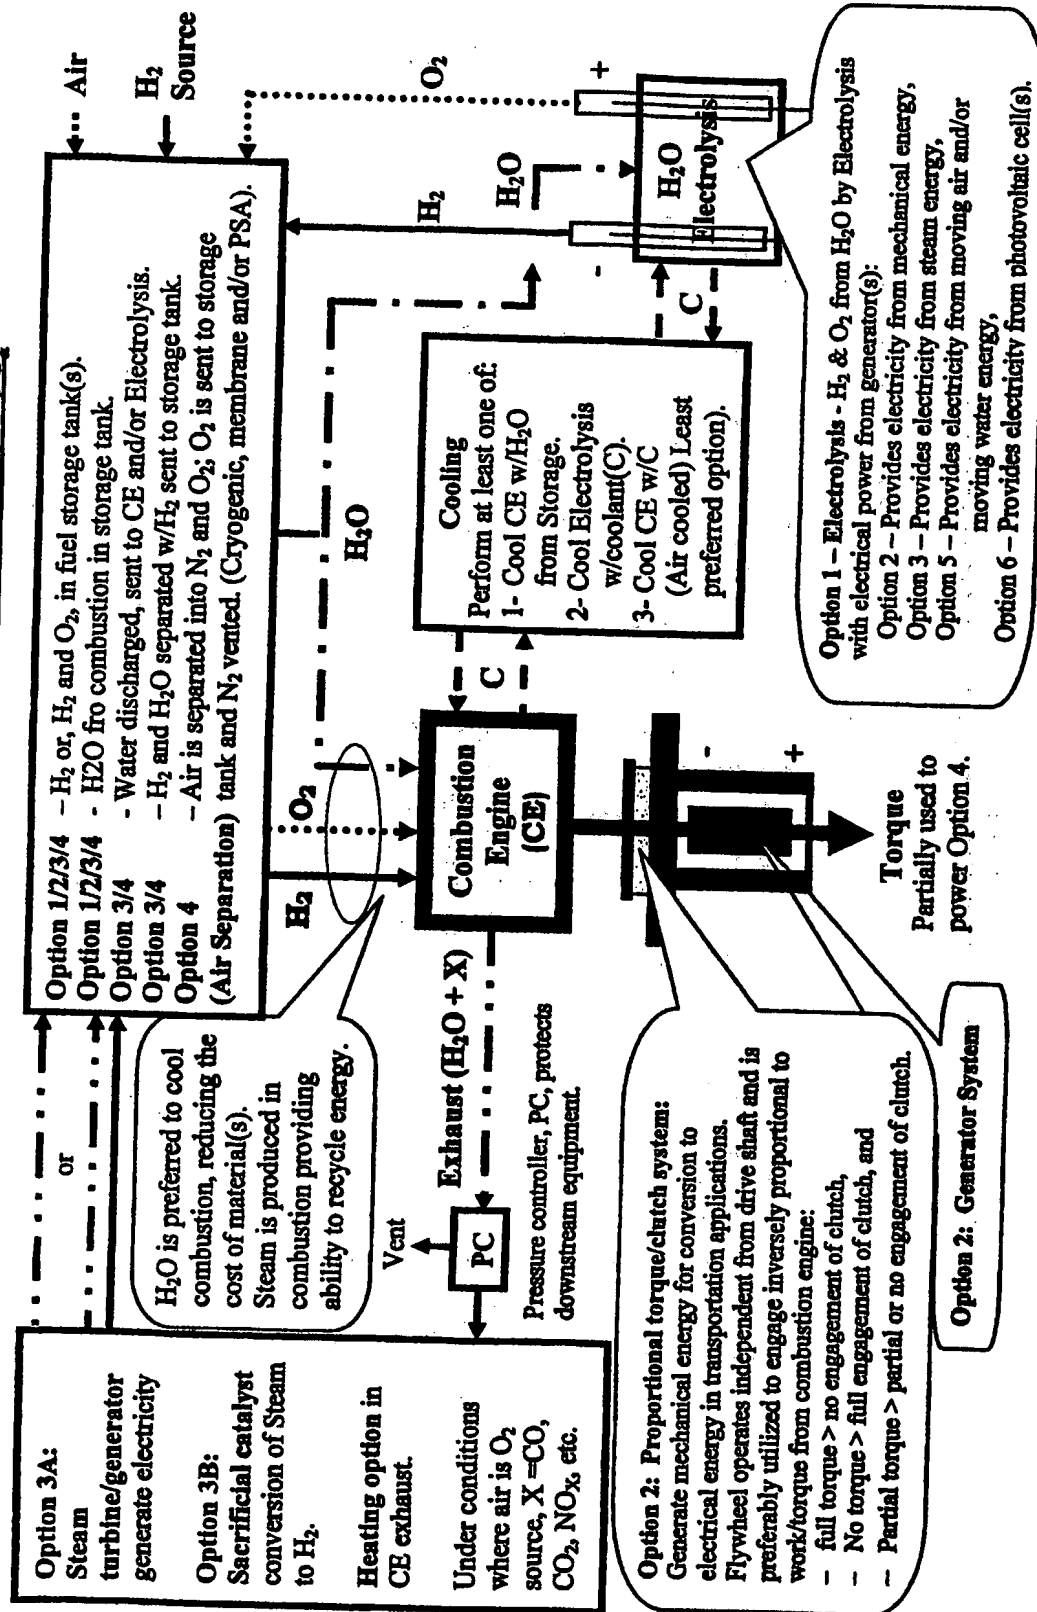 Option 3A:
Steam
turbine/generator
generate electricity
Option 3B:
Sacrificial catalyst
conversion of Steam
to H₂.
Heating option in
CE exhaust.
Under conditions
where air is O₂
source, X =CO,
CO₂, NOX, etc.
or
Option 1/2/3/4 – H₂ or, H₂ and O₂, in fuel storage tank(s).
Option 1/2/3/4 - H2O fro combustion in storage tank.
Option 3/4 - Water discharged, sent to CE and/or Electrolysis.
Option 3/4 – H₂ and H₂O separated w/H₂ sent to storage tank.
Option 4 – Air is separated into N₂ and O₂; O₂ is sent to storage
(Air Separation) tank and N₂ vented. (Cryogenic, membrane and/or PSA).
Air
H₂
Source
H₂O is preferred to cool
combustion, reducing the
cost of material(s).
Steam is produced in
combustion providing
ability to recycle energy.
H₂
O₂
H₂O
H₂
H₂O
O₂
Vent
PC
Exhaust (H₂O + X)
Pressure controller, PC, protects
downstream equipment.
Combustion
Engine
(CE)
C
Cooling
Perform at least one of:
1- Cool CE w/H₂O
from Storage.
2- Cool Electrolysis
w/coolant(C).
3- Cool CE w/C
(Air cooled) Least
preferred option).
C
-
+
H₂O
Electrolysis
Option 2: Proportional torque/clutch system:
Generate mechanical energy for conversion to
electrical energy in transportation applications.
Flywheel operates independent from drive shaft and is
preferably utilized to engage inversely proportional to
work/torque from combustion engine:
– full torque > no engagement of clutch,
– No torque > full engagement of clutch, and
– Partial torque > partial or no engagement of clutch.
-
+
Torque
Partially used to
power Option 4.
Option 2: Generator System
Option 1 – Electrolysis - H₂ & O₂ from H₂O by Electrolysis
with electrical power from generator(s):
Option 2 – Provides electricity from mechanical energy,
Option 3 – Provides electricity from steam energy,
Option 5 – Provides electricity from moving air and/or
moving water energy,
Option 6 – Provides electricity from photovoltaic cell(s).